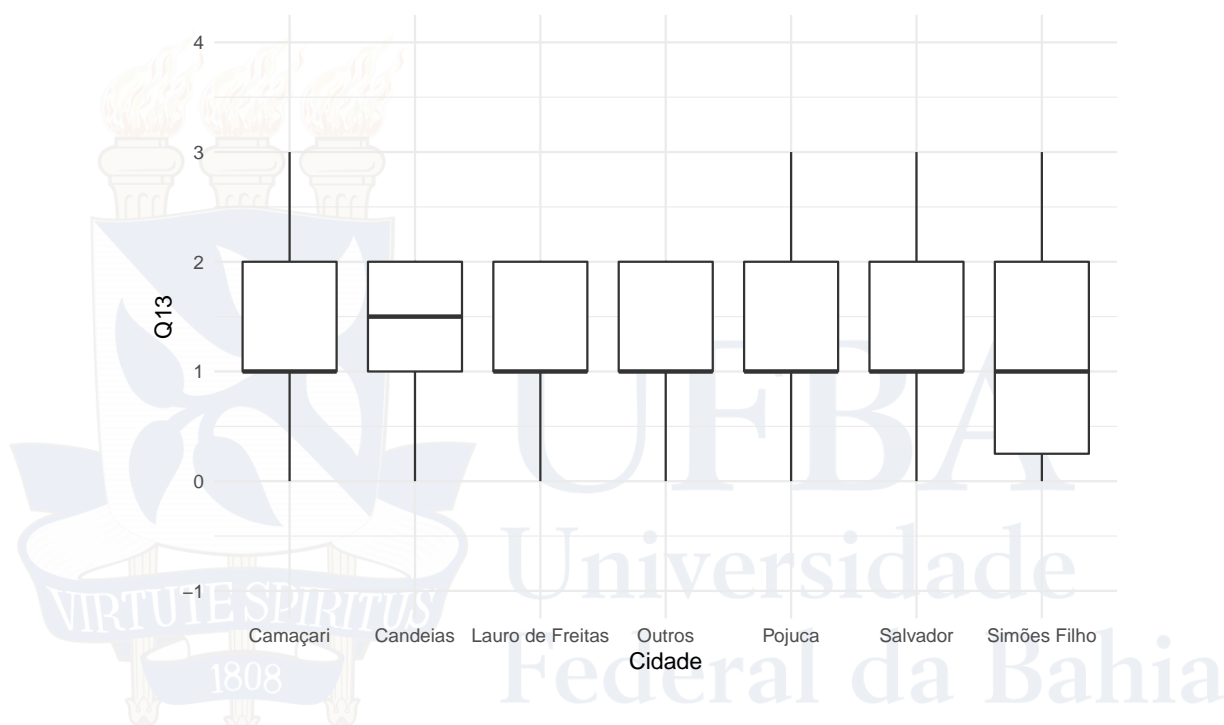 4
3
2
1
0
−1
Q13
Camaçari Candeias Lauro de Freitas Outros Pojuca Salvador Simões Filho
Cidade
UFBA
Universidade
Federal da Bahia
VIRTUTE SPIRITUS
1808